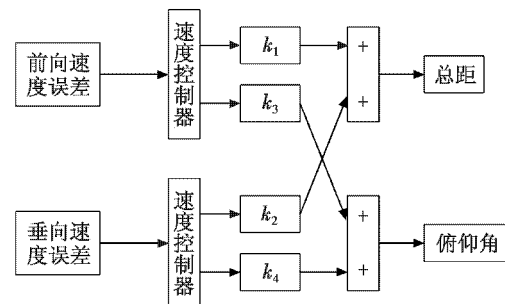 前向速
度误差
速度控制器
k₁
k₃
+
+
总距
垂向速
度误差
速度控制器
k₂
k₄
+
+
俯仰角